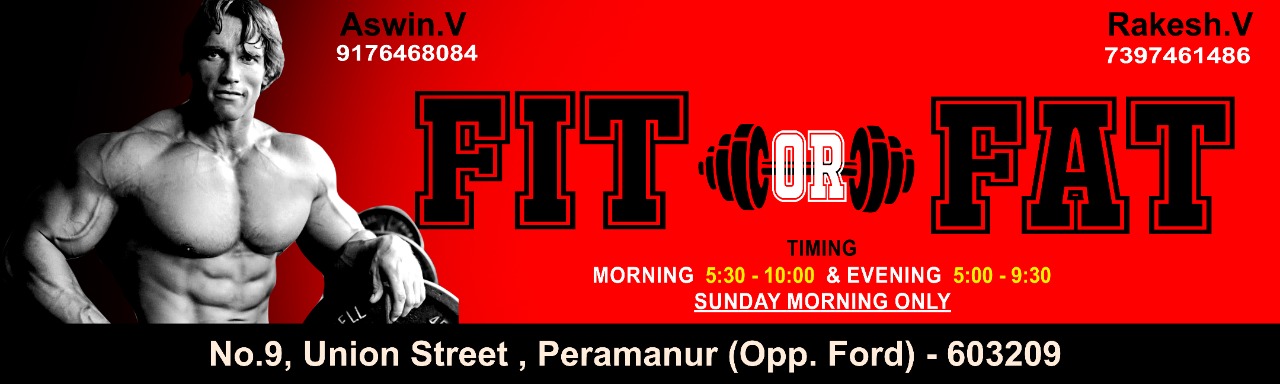 Aswin.V
9176468084
Rakesh.V
7397461486
FIT OR FAT
TIMING
MORNING 5:30 - 10:00 & EVENING 5:00 - 9:30
SUNDAY MORNING ONLY
No.9, Union Street , Peramanur (Opp. Ford) - 603209